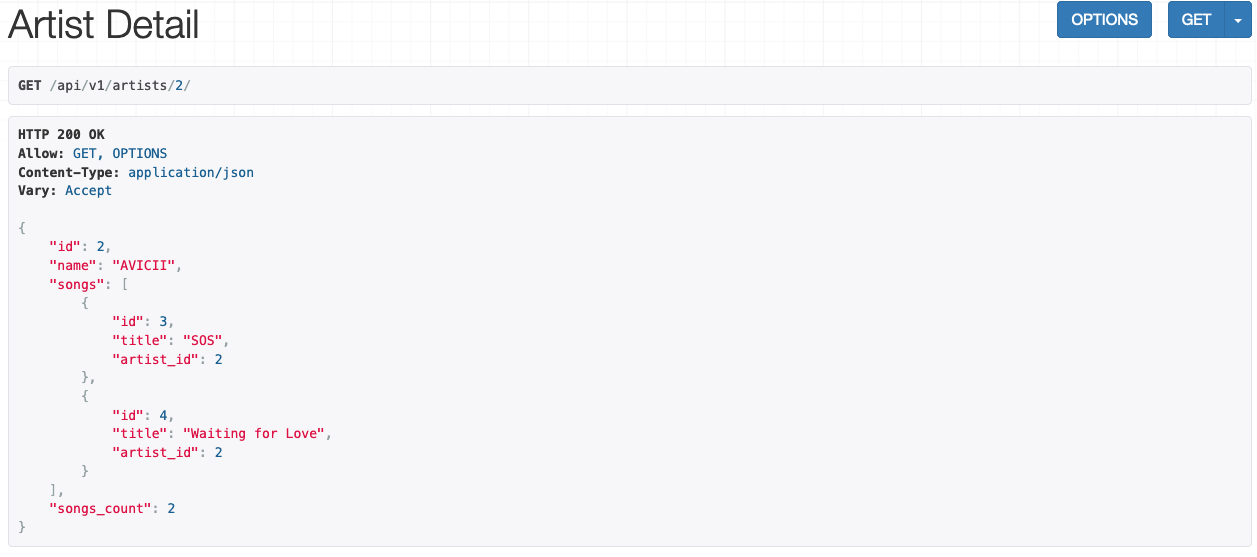 Artist Detail
OPTIONS
GET
GET /api/v1/artists/2/
HTTP 200 OK
Allow: GET, OPTIONS
Content-Type: application/json
Vary: Accept
{
    "id": 2,
    "name": "AVICII",
    "songs": [
        {
            "id": 3,
            "title": "SOS",
            "artist_id": 2
        },
        {
            "id": 4,
            "title": "Waiting for Love",
            "artist_id": 2
        }
    ],
    "songs_count": 2
}